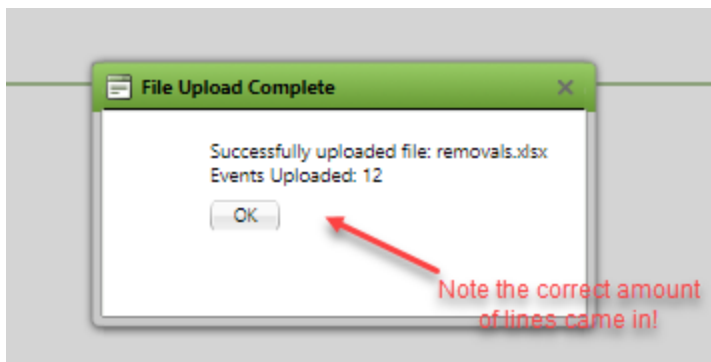 File Upload Complete
Successfully uploaded file: removals.xlsx
Events Uploaded: 12
OK
Note the correct amount
of lines came in!